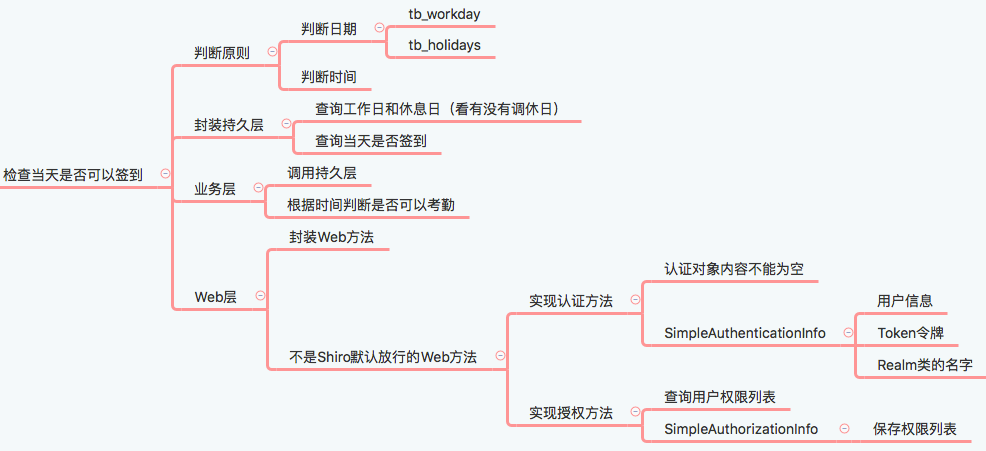 检查当天是否可以签到
判断原则
判断日期
tb_workday
tb_holidays
判断时间
封装持久层
查询工作日和休息日（看有没有调休日）
查询当天是否签到
业务层
调用持久层
根据时间判断是否可以考勤
Web层
封装Web方法
不是Shiro默认放行的Web方法
实现认证方法
认证对象内容不能为空
SimpleAuthenticationInfo
用户信息
Token令牌
Realm类的名字
实现授权方法
查询用户权限列表
SimpleAuthorizationInfo
保存权限列表